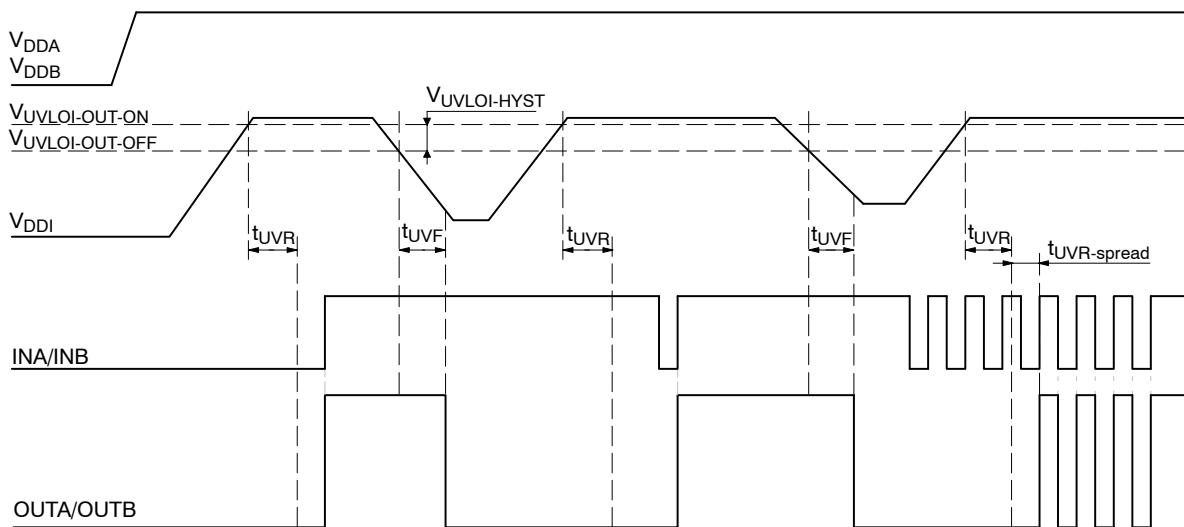 VDDA
VDDB
VUVLOI-HYST
VUVLOI-OUT-ON
VUVLOI-OUT-OFF
VDDI
tUVR tUVF tUVR tUVF tUVR tUVR-spread
INA/INB
OUTA/OUTB